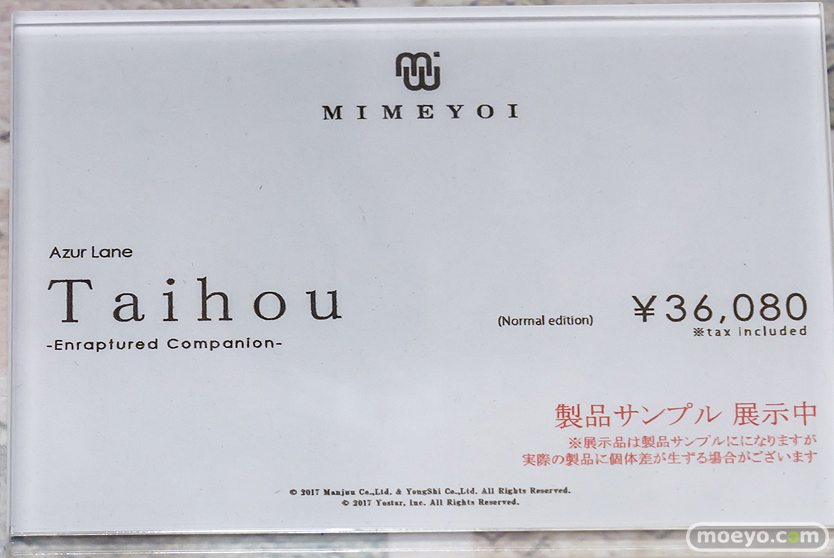 MIMEYOI
Azur Lane
Taihou
-Enraptured Companion-
(Normal edition)
¥36,080
※tax included
製品サンプル 展示中
※展示品は製品サンプルにになりますが
実際の製品に個体差が生ずる場合がございます
© 2017 Manjuu Co.,Ltd. & YongShi Co.,Ltd. All Rights Reserved.
© 2017 Yostar, Inc. All Rights Reserved.
moeyo.com